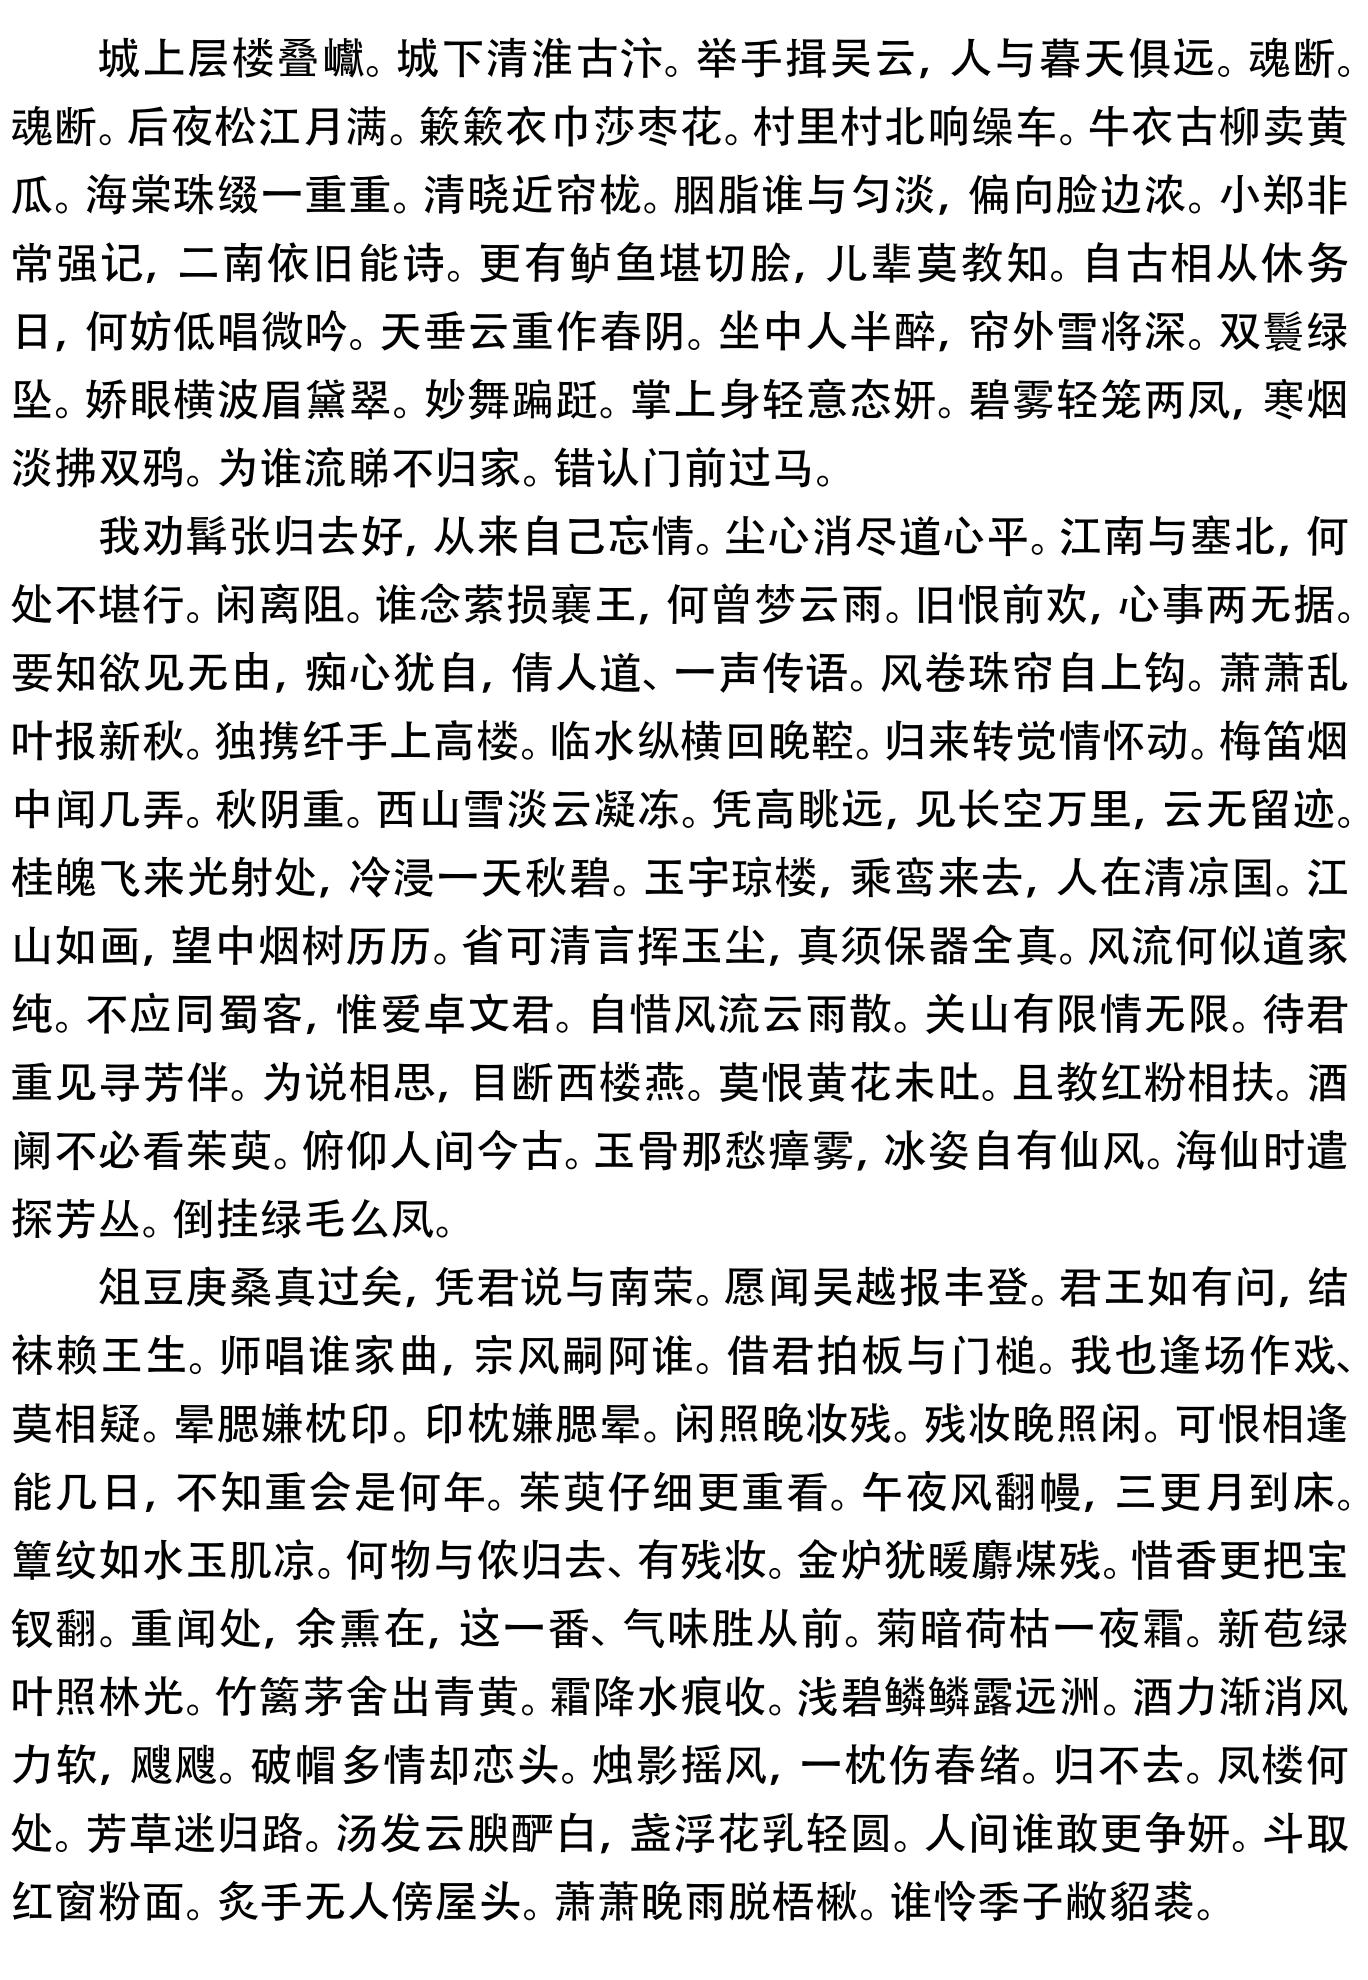 城上层楼叠巘。城下清淮古汴。举手揖吴云，人与暮天俱远。魂断。
魂断。后夜松江月满。簌簌衣巾莎枣花。村里村北响缲车。牛衣古柳卖黄
瓜。海棠珠缀一重重。清晓近帘栊。胭脂谁与匀淡，偏向脸边浓。小郑非
常强记，二南依旧能诗。更有鲈鱼堪切脍，儿辈莫教知。自古相从休务
日，何妨低唱微吟。天垂云重作春阴。坐中人半醉，帘外雪将深。双鬟绿
坠。娇眼横波眉黛翠。妙舞蹁跹。掌上身轻意态妍。碧雾轻笼两凤，寒烟
淡拂双鸦。为谁流睇不归家。错认门前过马。
我劝髯张归去好，从来自己忘情。尘心消尽道心平。江南与塞北，何
处不堪行。闲离阻。谁念萦损襄王，何曾梦云雨。旧恨前欢，心事两无据。
要知欲见无由，痴心犹自，倩人道、一声传语。风卷珠帘自上钩。萧萧乱
叶报新秋。独携纤手上高楼。临水纵横回晚鞚。归来转觉情怀动。梅笛烟
中闻几弄。秋阴重。西山雪淡云凝冻。凭高眺远，见长空万里，云无留迹。
桂魄飞来光射处，冷浸一天秋碧。玉宇琼楼，乘鸾来去，人在清凉国。江
山如画，望中烟树历历。省可清言挥玉尘，真须保器全真。风流何似道家
纯。不应同蜀客，惟爱卓文君。自惜风流云雨散。关山有限情无限。待君
重见寻芳伴。为说相思，目断西楼燕。莫恨黄花未吐。且教红粉相扶。酒
阑不必看茱萸。俯仰人间今古。玉骨那愁瘴雾，冰姿自有仙风。海仙时遣
探芳丛。倒挂绿毛么凤。
俎豆庚桑真过矣，凭君说与南荣。愿闻吴越报丰登。君王如有问，结
袜赖王生。师唱谁家曲，宗风嗣阿谁。借君拍板与门槌。我也逢场作戏、
莫相疑。晕腮嫌枕印。印枕嫌腮晕。闲照晚妆残。残妆晚照闲。可恨相逢
能几日，不知重会是何年。茱萸仔细更重看。午夜风翻幔，三更月到床。
簟纹如水玉肌凉。何物与侬归去、有残妆。金炉犹暖麝煤残。惜香更把宝
钗翻。重闻处，余熏在，这一番、气味胜从前。菊暗荷枯一夜霜。新苞绿
叶照林光。竹篱茅舍出青黄。霜降水痕收。浅碧鳞鳞露远洲。酒力渐消风
力软，飕飕。破帽多情却恋头。烛影摇风，一枕伤春绪。归不去。凤楼何
处。芳草迷归路。汤发云腴酽白，盏浮花乳轻圆。人间谁敢更争妍。斗取
红窗粉面。炙手无人傍屋头。萧萧晚雨脱梧楸。谁怜季子敝貂裘。